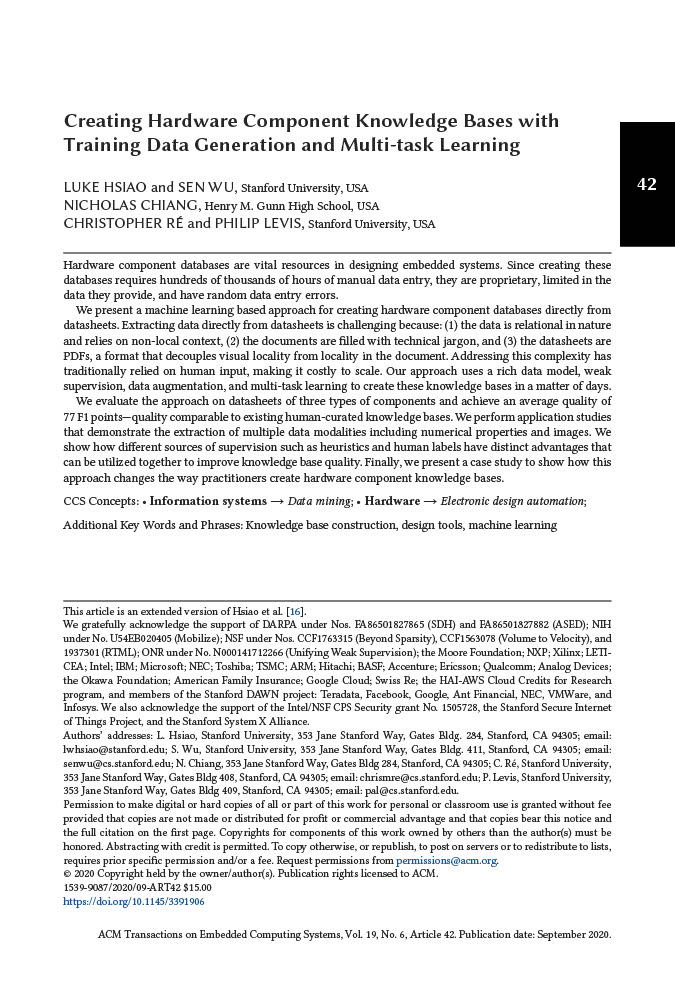 Creating Hardware Component Knowledge Bases with
Training Data Generation and Multi-task Learning
42
LUKE HSIAO and SEN WU, Stanford University, USA
NICHOLAS CHIANG, Henry M. Gunn High School, USA
CHRISTOPHER RÉ and PHILIP LEVIS, Stanford University, USA
Hardware component databases are vital resources in designing embedded systems. Since creating these
databases requires hundreds of thousands of hours of manual data entry, they are proprietary, limited in the
data they provide, and have random data entry errors.
We present a machine learning based approach for creating hardware component databases directly from
datasheets. Extracting data directly from datasheets is challenging because: (1) the data is relational in nature
and relies on non-local context, (2) the documents are filled with technical jargon, and (3) the datasheets are
PDFs, a format that decouples visual locality from locality in the document. Addressing this complexity has
traditionally relied on human input, making it costly to scale. Our approach uses a rich data model, weak
supervision, data augmentation, and multi-task learning to create these knowledge bases in a matter of days.
We evaluate the approach on datasheets of three types of components and achieve an average quality of
77 F1 points—quality comparable to existing human-curated knowledge bases. We perform application studies
that demonstrate the extraction of multiple data modalities including numerical properties and images. We
show how different sources of supervision such as heuristics and human labels have distinct advantages that
can be utilized together to improve knowledge base quality. Finally, we present a case study to show how this
approach changes the way practitioners create hardware component knowledge bases.
CCS Concepts: • Information systems → Data mining; • Hardware → Electronic design automation;
Additional Key Words and Phrases: Knowledge base construction, design tools, machine learning
This article is an extended version of Hsiao et al. [16].
We gratefully acknowledge the support of DARPA under Nos. FA86501827865 (SDH) and FA86501827882 (ASED); NIH
under No. U54EB020405 (Mobilize); NSF under Nos. CCF1763315 (Beyond Sparsity), CCF1563078 (Volume to Velocity), and
1937301 (RTML); ONR under No. N000141712266 (Unifying Weak Supervision); the Moore Foundation; NXP; Xilinx; LETI-
CEA; Intel; IBM; Microsoft; NEC; Toshiba; TSMC; ARM; Hitachi; BASF; Accenture; Ericsson; Qualcomm; Analog Devices;
the Okawa Foundation; American Family Insurance; Google Cloud; Swiss Re; the HAI-AWS Cloud Credits for Research
program, and members of the Stanford DAWN project: Teradata, Facebook, Google, Ant Financial, NEC, VMWare, and
Infosys. We also acknowledge the support of the Intel/NSF CPS Security grant No. 1505728, the Stanford Secure Internet
of Things Project, and the Stanford System X Alliance.
Authors' addresses: L. Hsiao, Stanford University, 353 Jane Stanford Way, Gates Bldg. 284, Stanford, CA 94305; email:
lwhsiao@stanford.edu; S. Wu, Stanford University, 353 Jane Stanford Way, Gates Bldg. 411, Stanford, CA 94305; email:
senwu@cs.stanford.edu; N. Chiang, 353 Jane Stanford Way, Gates Bldg 284, Stanford, CA 94305; C. Ré, Stanford University,
353 Jane Stanford Way, Gates Bldg 408, Stanford, CA 94305; email: chrismre@cs.stanford.edu; P. Levis, Stanford University,
353 Jane Stanford Way, Gates Bldg 409, Stanford, CA 94305; email: pal@cs.stanford.edu.
Permission to make digital or hard copies of all or part of this work for personal or classroom use is granted without fee
provided that copies are not made or distributed for profit or commercial advantage and that copies bear this notice and
the full citation on the first page. Copyrights for components of this work owned by others than the author(s) must be
honored. Abstracting with credit is permitted. To copy otherwise, or republish, to post on servers or to redistribute to lists,
requires prior specific permission and/or a fee. Request permissions from permissions@acm.org.
© 2020 Copyright held by the owner/author(s). Publication rights licensed to ACM.
1539-9087/2020/09-ART42 $15.00
https://doi.org/10.1145/3391906
ACM Transactions on Embedded Computing Systems, Vol. 19, No. 6, Article 42. Publication date: September 2020.